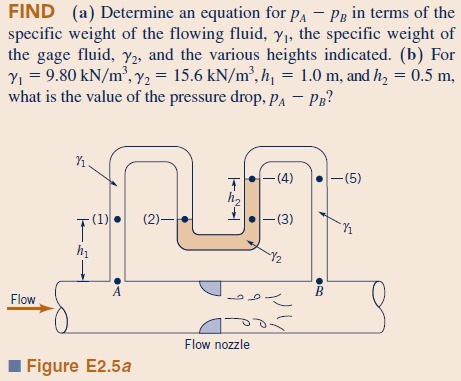 FIND (a) Determine an equation for pA − pB in terms of the
specific weight of the flowing fluid, γ1, the specific weight of
the gage fluid, γ2, and the various heights indicated. (b) For
γ1 = 9.80 kN/m³, γ2 = 15.6 kN/m³, h1 = 1.0 m, and h2 = 0.5 m,
what is the value of the pressure drop, pA − pB?
γ1
(4)
(5)
h2
(1)
(2)
(3)
γ1
h1
γ2
A
B
Flow
Flow nozzle
Figure E2.5a